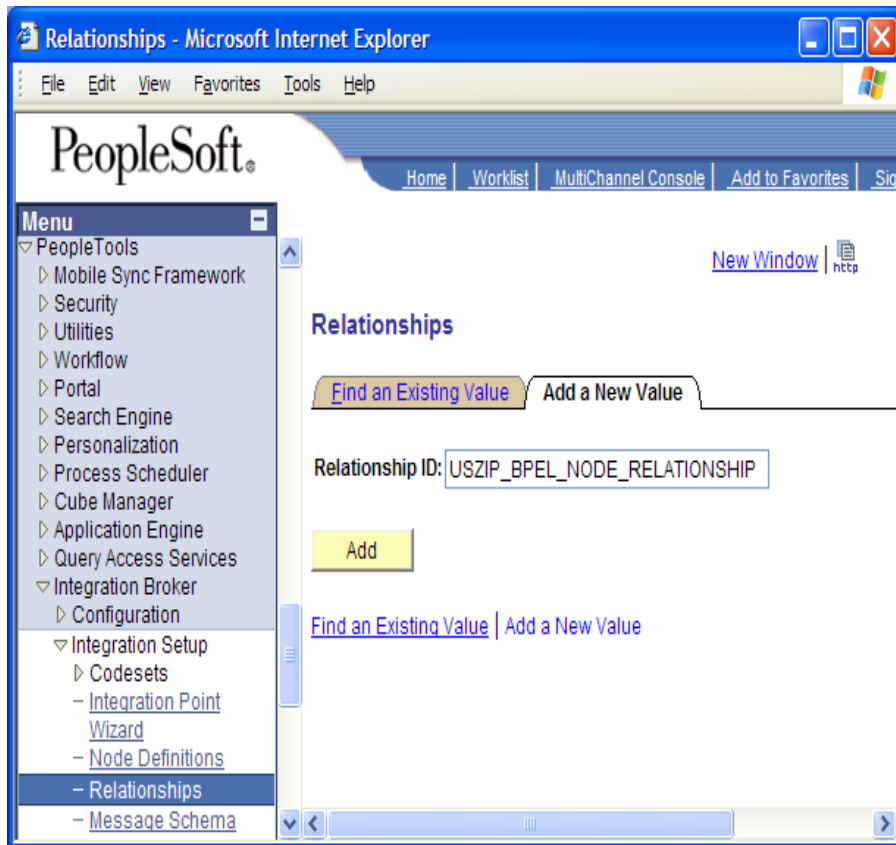 Relationships - Microsoft Internet Explorer
File Edit View Favorites Tools Help
PeopleSoft®
Home Worklist MultiChannel Console Add to Favorites Sig
Menu
PeopleTools
Mobile Sync Framework
Security
Utilities
Workflow
Portal
Search Engine
Personalization
Process Scheduler
Cube Manager
Application Engine
Query Access Services
Integration Broker
Configuration
Integration Setup
Codesets
Integration Point
Wizard
Node Definitions
Relationships
Message Schema
New Window
http
Relationships
Find an Existing Value Add a New Value
Relationship ID: USZIP_BPEL_NODE_RELATIONSHIP
Add
Find an Existing Value | Add a New Value